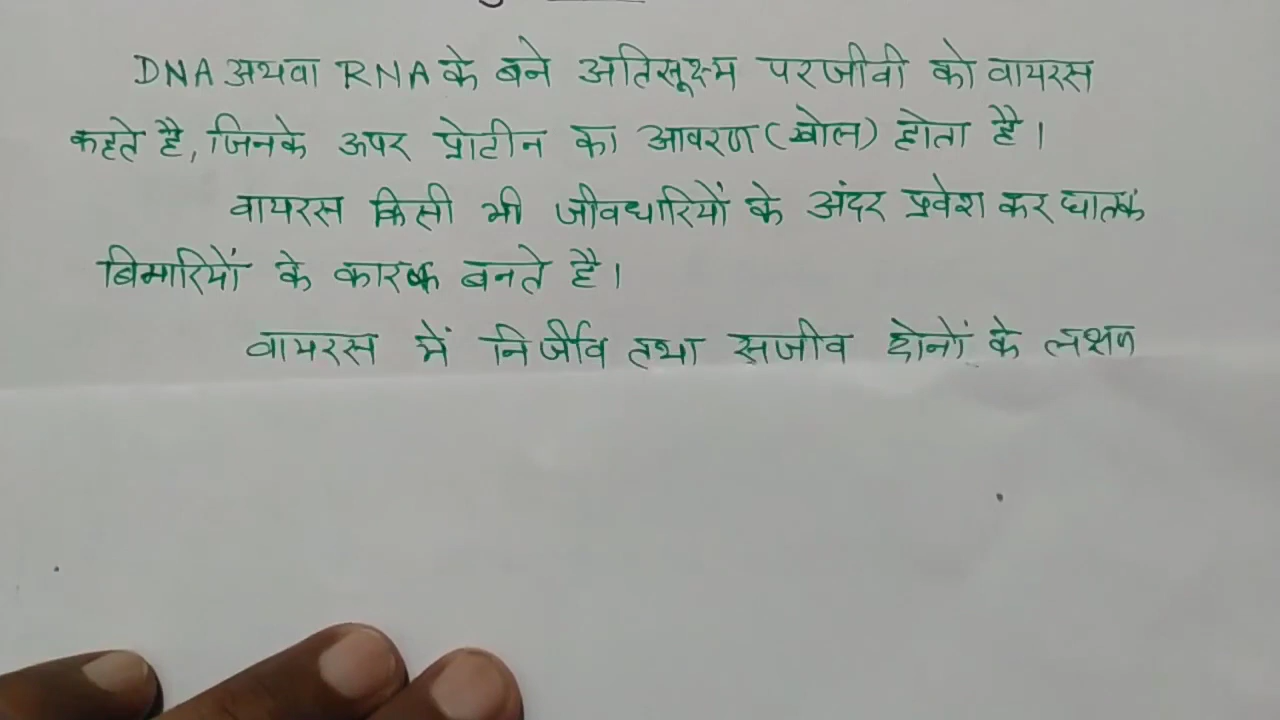 DNA अथवा RNA के बने अतिसूक्ष्म परजीवी को वायरस
कहते है, जिनके ऊपर प्रोटीन का आवरण (खोल) होता है।
वायरस किसी भी जीवधारियों के अंदर प्रवेश कर घातक
बिमारियों के कारक बनते है।
वायरस में निर्जीव तथा सजीव दोनों के लक्षण